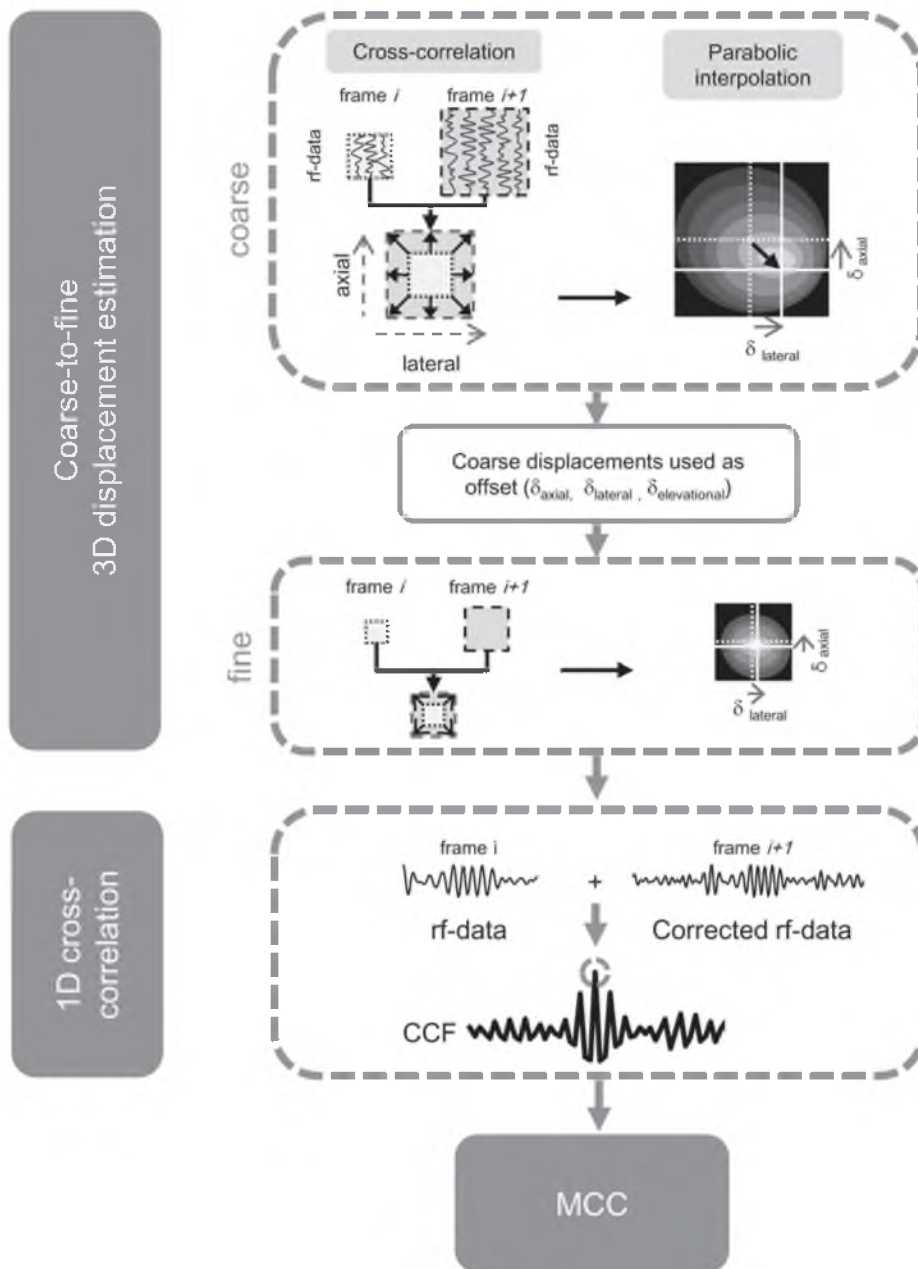 Coarse-to-fine
3D displacement estimation
coarse
Cross-correlation
frame i
frame i+1
rf-data
rf-data
axial
lateral
Parabolic
interpolation
δ axial
δ lateral
Coarse displacements used as
offset (δaxial, δlateral , δelevational)
fine
frame i
frame i+1
δ axial
δ lateral
1D cross-
correlation
frame i
frame i+1
+
rf-data
Corrected rf-data
CCF
MCC